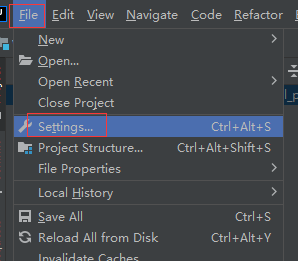 File Edit View Navigate Code Refactor
New
Open...
Open Recent
Close Project
Settings... Ctrl+Alt+S
Project Structure... Ctrl+Alt+Shift+S
File Properties
Local History
Save All Ctrl+S
Reload All from Disk Ctrl+Alt+Y
Invalidate Caches